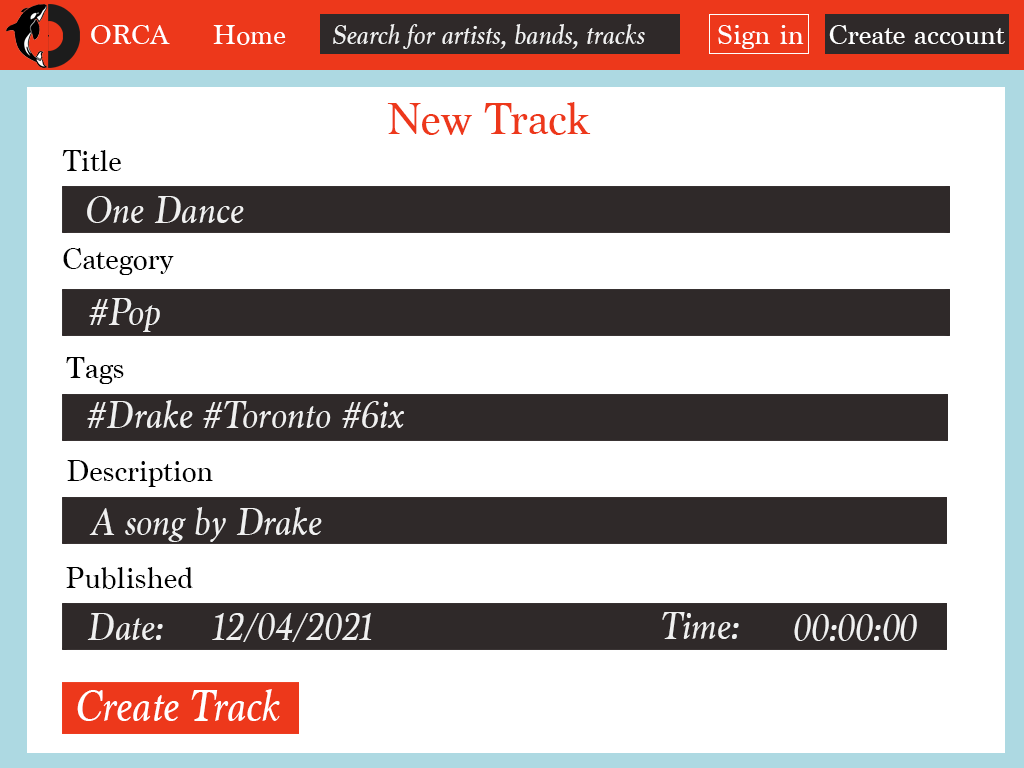 ORCA Home Search for artists, bands, tracks Sign in Create account
New Track
Title
One Dance
Category
#Pop
Tags
#Drake #Toronto #6ix
Description
A song by Drake
Published
Date: 12/04/2021 Time: 00:00:00
Create Track